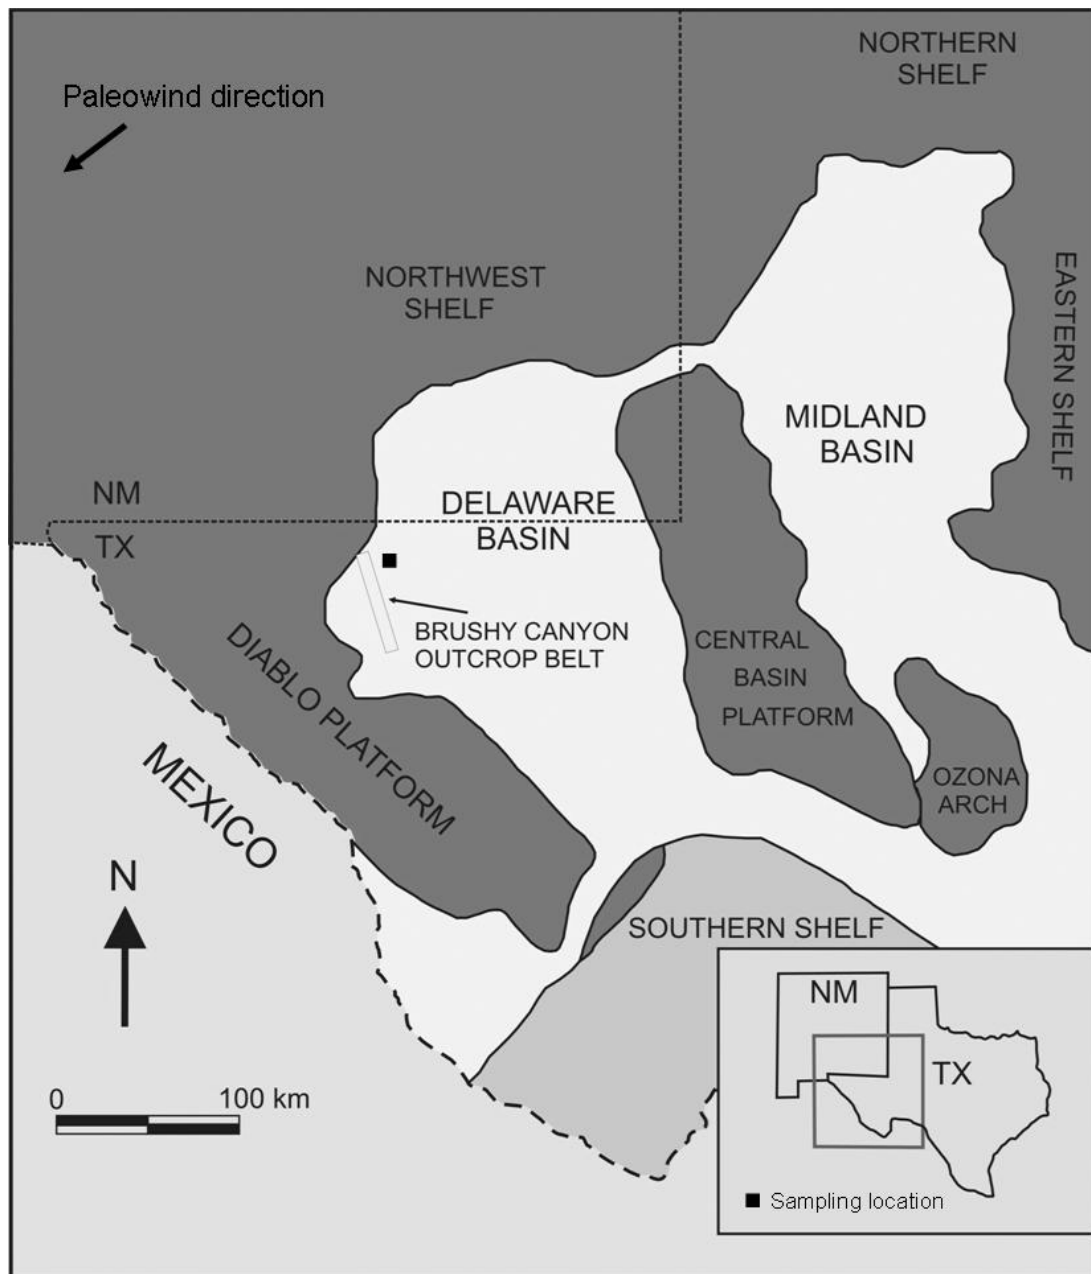 NORTHERN
SHELF
Paleowind direction
NORTHWEST
SHELF
EASTERN SHELF
MIDLAND
BASIN
NM
TX
DELAWARE
BASIN
BRUSHY CANYON
OUTCROP BELT
DIABLO PLATFORM
CENTRAL
BASIN
PLATFORM
OZONA
ARCH
MEXICO
N
SOUTHERN SHELF
0 100 km
NM
TX
Sampling location